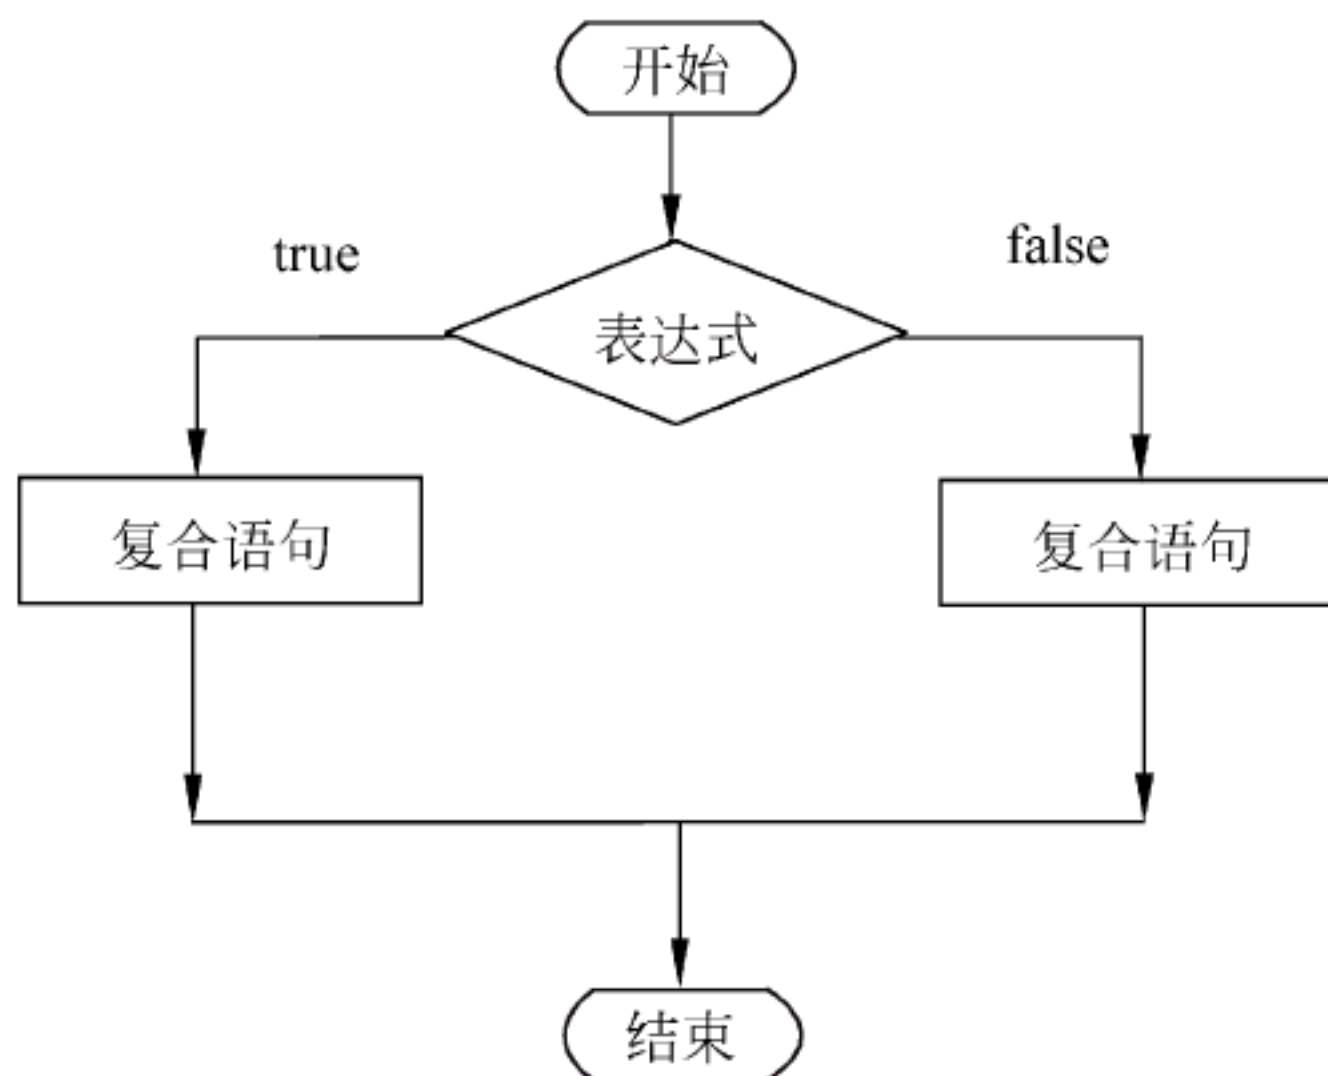 开始
true
false
表达式
复合语句
复合语句
结束